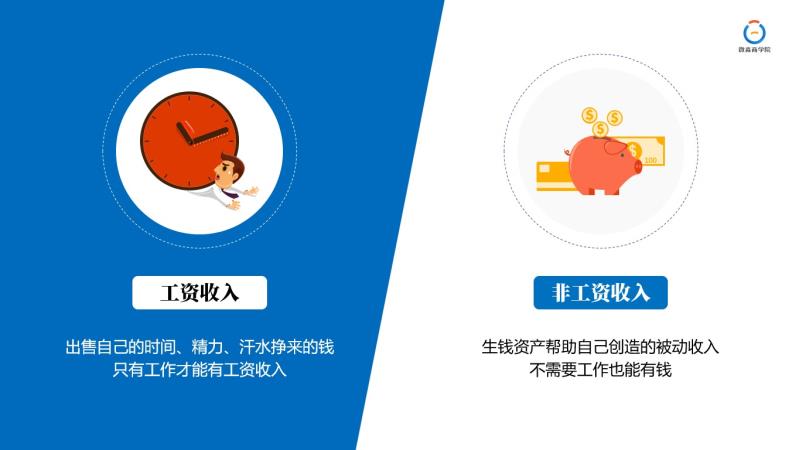 微淼商学院
工资收入
出售自己的时间、精力、汗水挣来的钱
只有工作才能有工资收入
$
$
$
$
100
非工资收入
生钱资产帮助自己创造的被动收入
不需要工作也能有钱